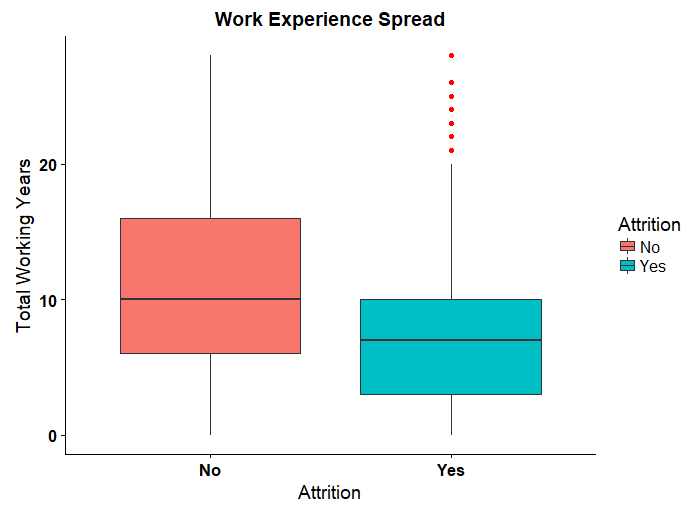 Work Experience Spread
Total Working Years
20
10
0
No
Yes
Attrition
Attrition
No
Yes